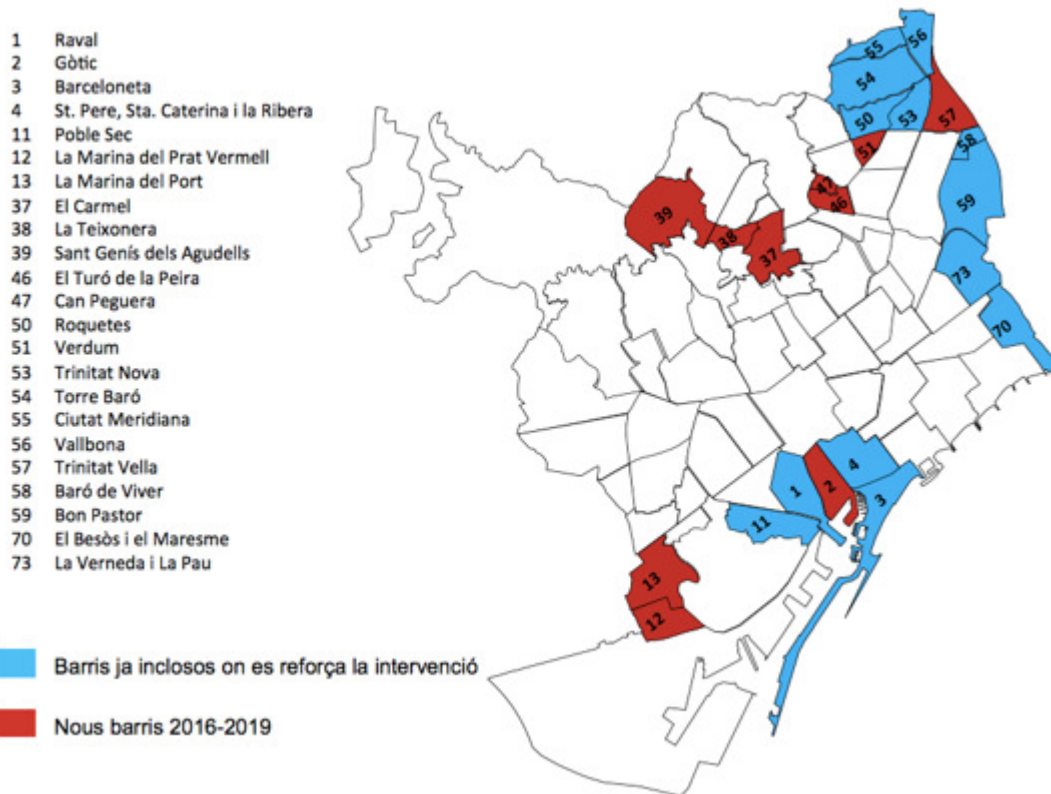 1 Raval
2 Gòtic
3 Barceloneta
4 St. Pere, Sta. Caterina i la Ribera
11 Poble Sec
12 La Marina del Prat Vermell
13 La Marina del Port
37 El Carmel
38 La Teixonera
39 Sant Genís dels Agudells
46 El Turó de la Peira
47 Can Peguera
50 Roquetes
51 Verdum
53 Trinitat Nova
54 Torre Baró
55 Ciutat Meridiana
56 Vallbona
57 Trinitat Vella
58 Baró de Viver
59 Bon Pastor
70 El Besòs i el Maresme
73 La Verneda i La Pau
Barris ja inclosos on es reforça la intervenció
Nous barris 2016-2019
56
55
54
53
50
57
51
58
47
46
59
39
38
37
73
70
4
1
2
3
11
13
12